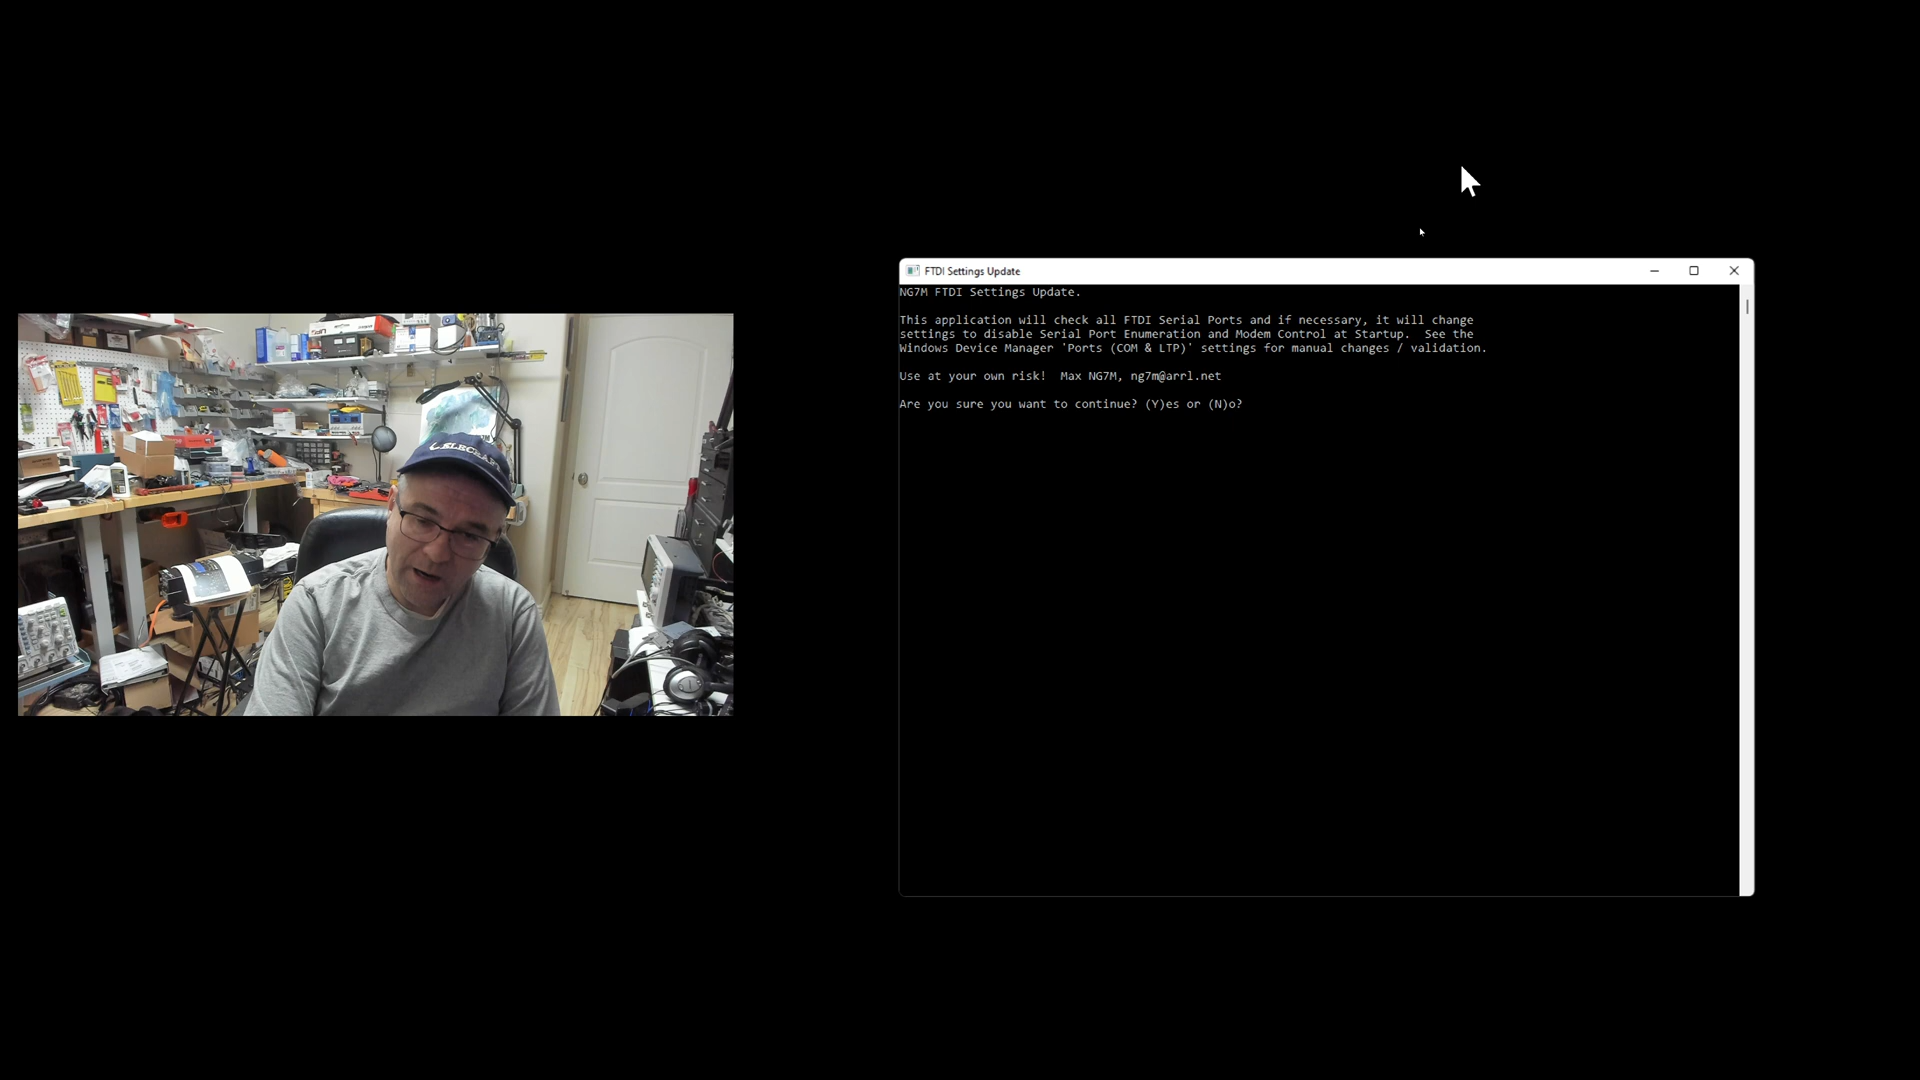 ELECRAFT
FTDI Settings Update
NG7M FTDI Settings Update.
This application will check all FTDI Serial Ports and if necessary, it will change
settings to disable Serial Port Enumeration and Modem Control at Startup.  See the
Windows Device Manager 'Ports (COM & LTP)' settings for manual changes / validation.
Use at your own risk!  Max NG7M, ng7m@arrl.net
Are you sure you want to continue? (Y)es or (N)o?